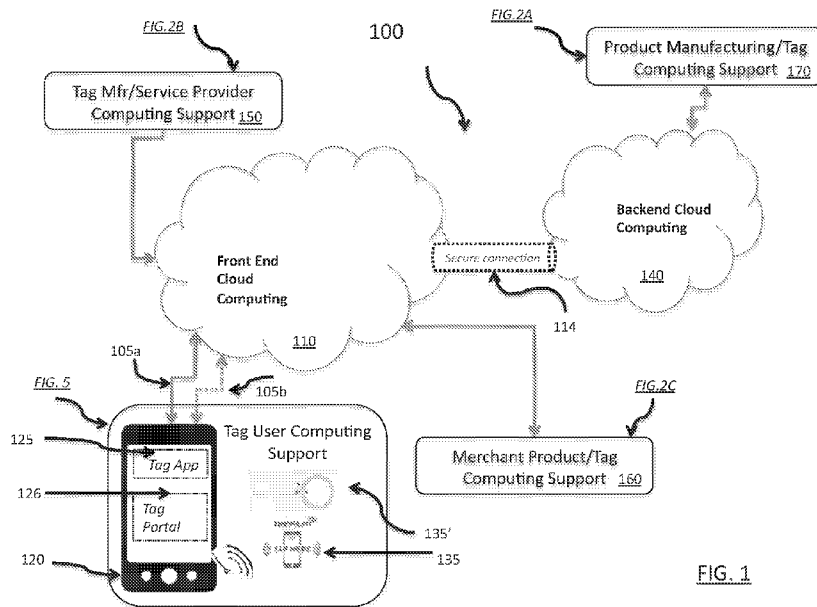 FIG.2B
100
FIG.2A
Product Manufacturing/Tag
Computing Support 170
Tag Mfr/Service Provider
Computing Support 150
Backend Cloud
Computing
140
Front End
Cloud
Computing
110
Secure connection
114
105a
105b
FIG. 5
FIG.2C
Tag User Computing
Support
125
Tag App
126
Tag
Portal
120
135'
135
Merchant Product/Tag
Computing Support 160
FIG. 1